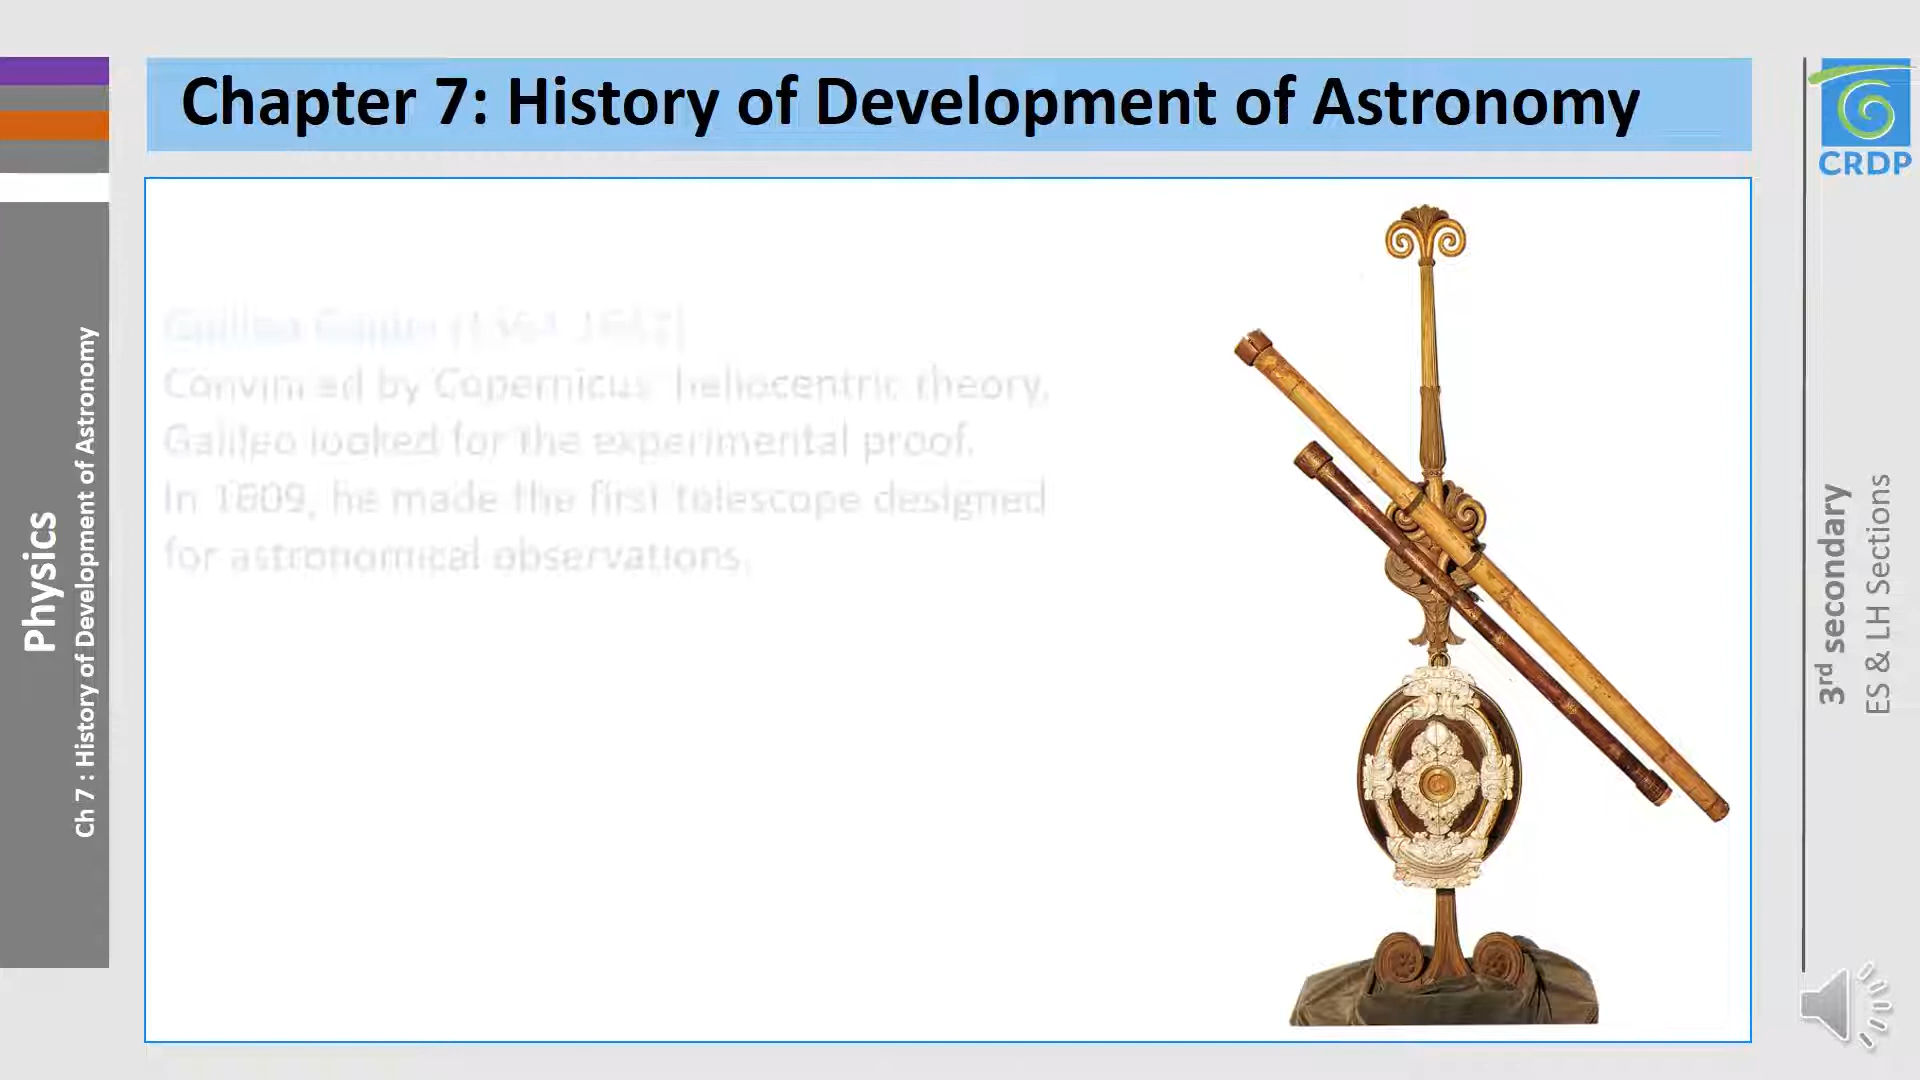 Chapter 7: History of Development of Astronomy
CRDP
Galileo Galilei (1564-1642)
Convinced by Copernicus' heliocentric theory,
Galileo looked for the experimental proof.
In 1609, he made the first telescope designed
for astronomical observations.
Physics
Ch 7 : History of Development of Astronomy
3rd secondary
ES & LH Sections